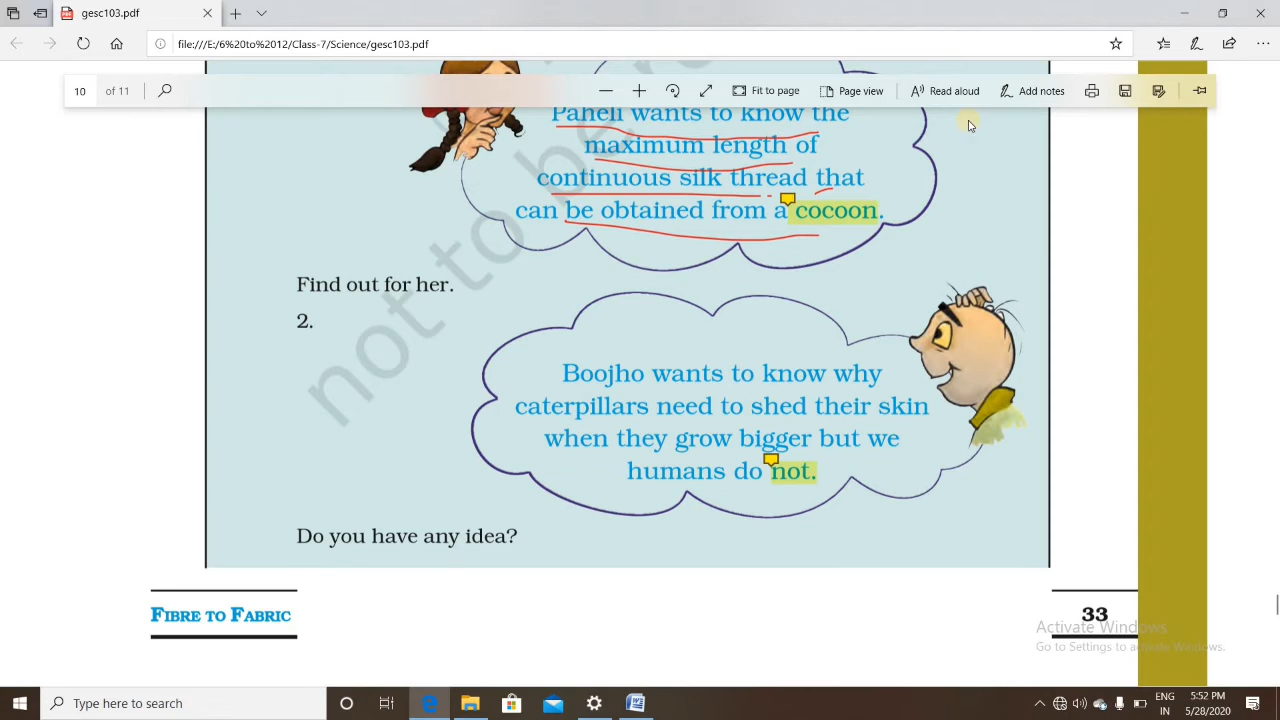 gesc103.pdf
file:///E:/6%20to%2012/Class-7/Science/gesc103.pdf
10 of 11
Fit to page
Page view
Read aloud
Add notes
Paheli wants to know the
maximum length of
continuous silk thread that
can be obtained from a cocoon.
Find out for her.
2.
Boojho wants to know why
caterpillars need to shed their skin
when they grow bigger but we
humans do not.
Do you have any idea?
FIBRE TO FABRIC
33
not to be
Activate Windows
Go to Settings to activate Windows.
Type here to search
ENG
IN
5:52 PM
5/28/2020